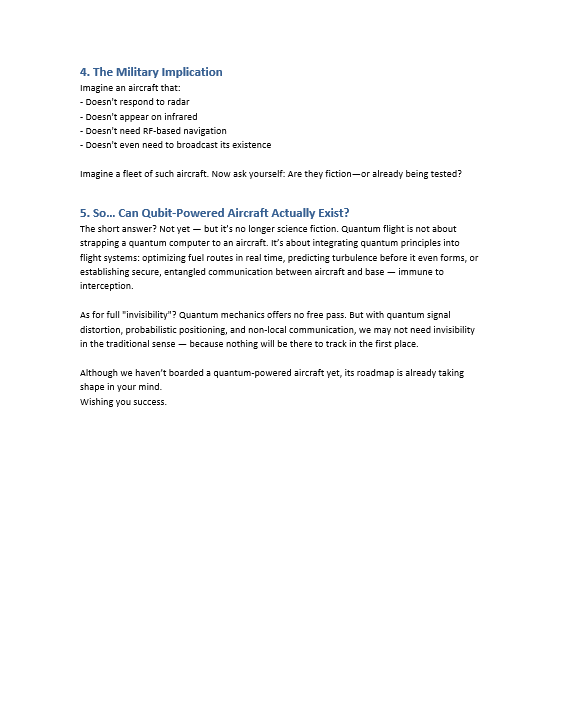 4. The Military Implication
Imagine an aircraft that:
- Doesn't respond to radar
- Doesn't appear on infrared
- Doesn't need RF-based navigation
- Doesn't even need to broadcast its existence
Imagine a fleet of such aircraft. Now ask yourself: Are they fiction—or already being tested?
5. So… Can Qubit-Powered Aircraft Actually Exist?
The short answer? Not yet — but it's no longer science fiction. Quantum flight is not about
strapping a quantum computer to an aircraft. It's about integrating quantum principles into
flight systems: optimizing fuel routes in real time, predicting turbulence before it even forms, or
establishing secure, entangled communication between aircraft and base — immune to
interception.
As for full "invisibility"? Quantum mechanics offers no free pass. But with quantum signal
distortion, probabilistic positioning, and non-local communication, we may not need invisibility
in the traditional sense — because nothing will be there to track in the first place.
Although we haven't boarded a quantum-powered aircraft yet, its roadmap is already taking
shape in your mind.
Wishing you success.